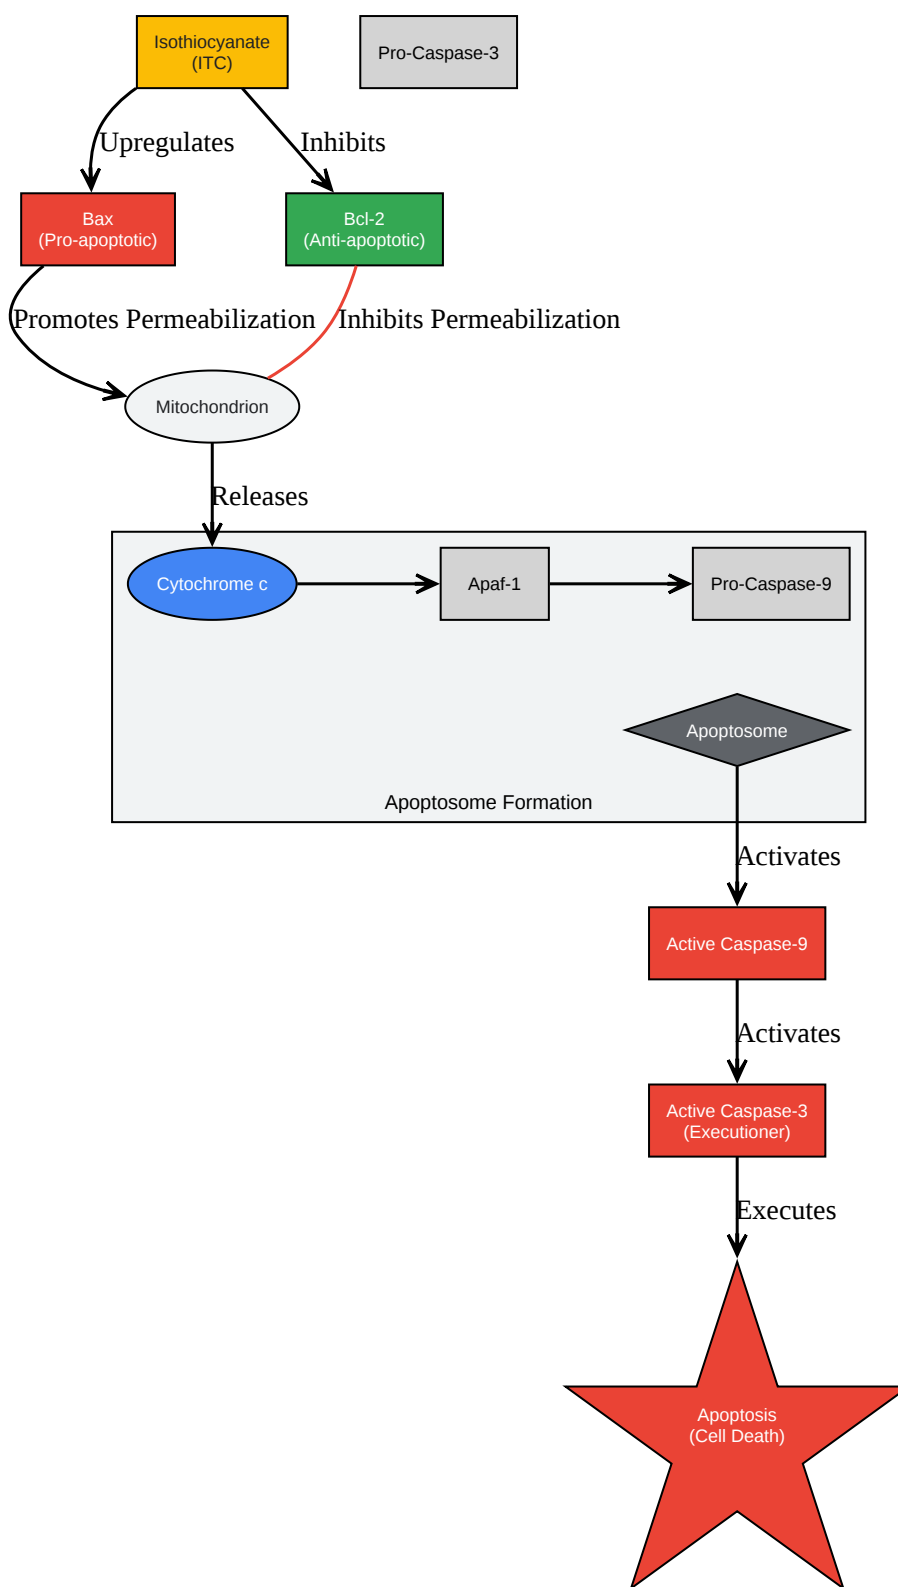 Isothiocyanate
(ITC)
Pro-Caspase-3
Upregulates
Inhibits
Bax
(Pro-apoptotic)
Bcl-2
(Anti-apoptotic)
Promotes Permeabilization
Inhibits Permeabilization
Mitochondrion
Releases
Cytochrome c
Apaf-1
Pro-Caspase-9
Apoptosome
Apoptosome Formation
Activates
Active Caspase-9
Activates
Active Caspase-3
(Executioner)
Executes
Apoptosis
(Cell Death)